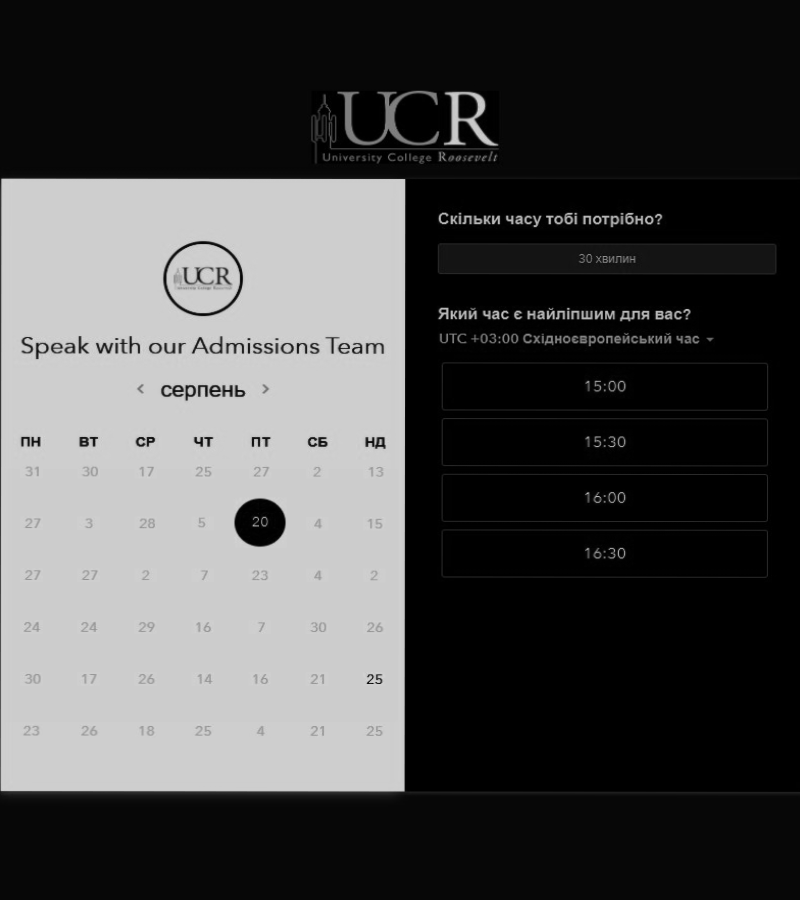 UCR
University College Roosevelt
UCR
Speak with our Admissions Team
< серпень >
ПН ВТ СР ЧТ ПТ СБ НД
31 30 17 25 27 2 13
27 3 28 5 20 4 15
27 27 2 7 23 4 2
24 24 29 16 7 30 26
30 17 26 14 16 21 25
23 26 18 25 4 21 25
Скільки часу тобі потрібно?
30 хвилин
Який час є найліпшим для вас?
UTC +03:00 Східноєвропейський час
15:00
15:30
16:00
16:30